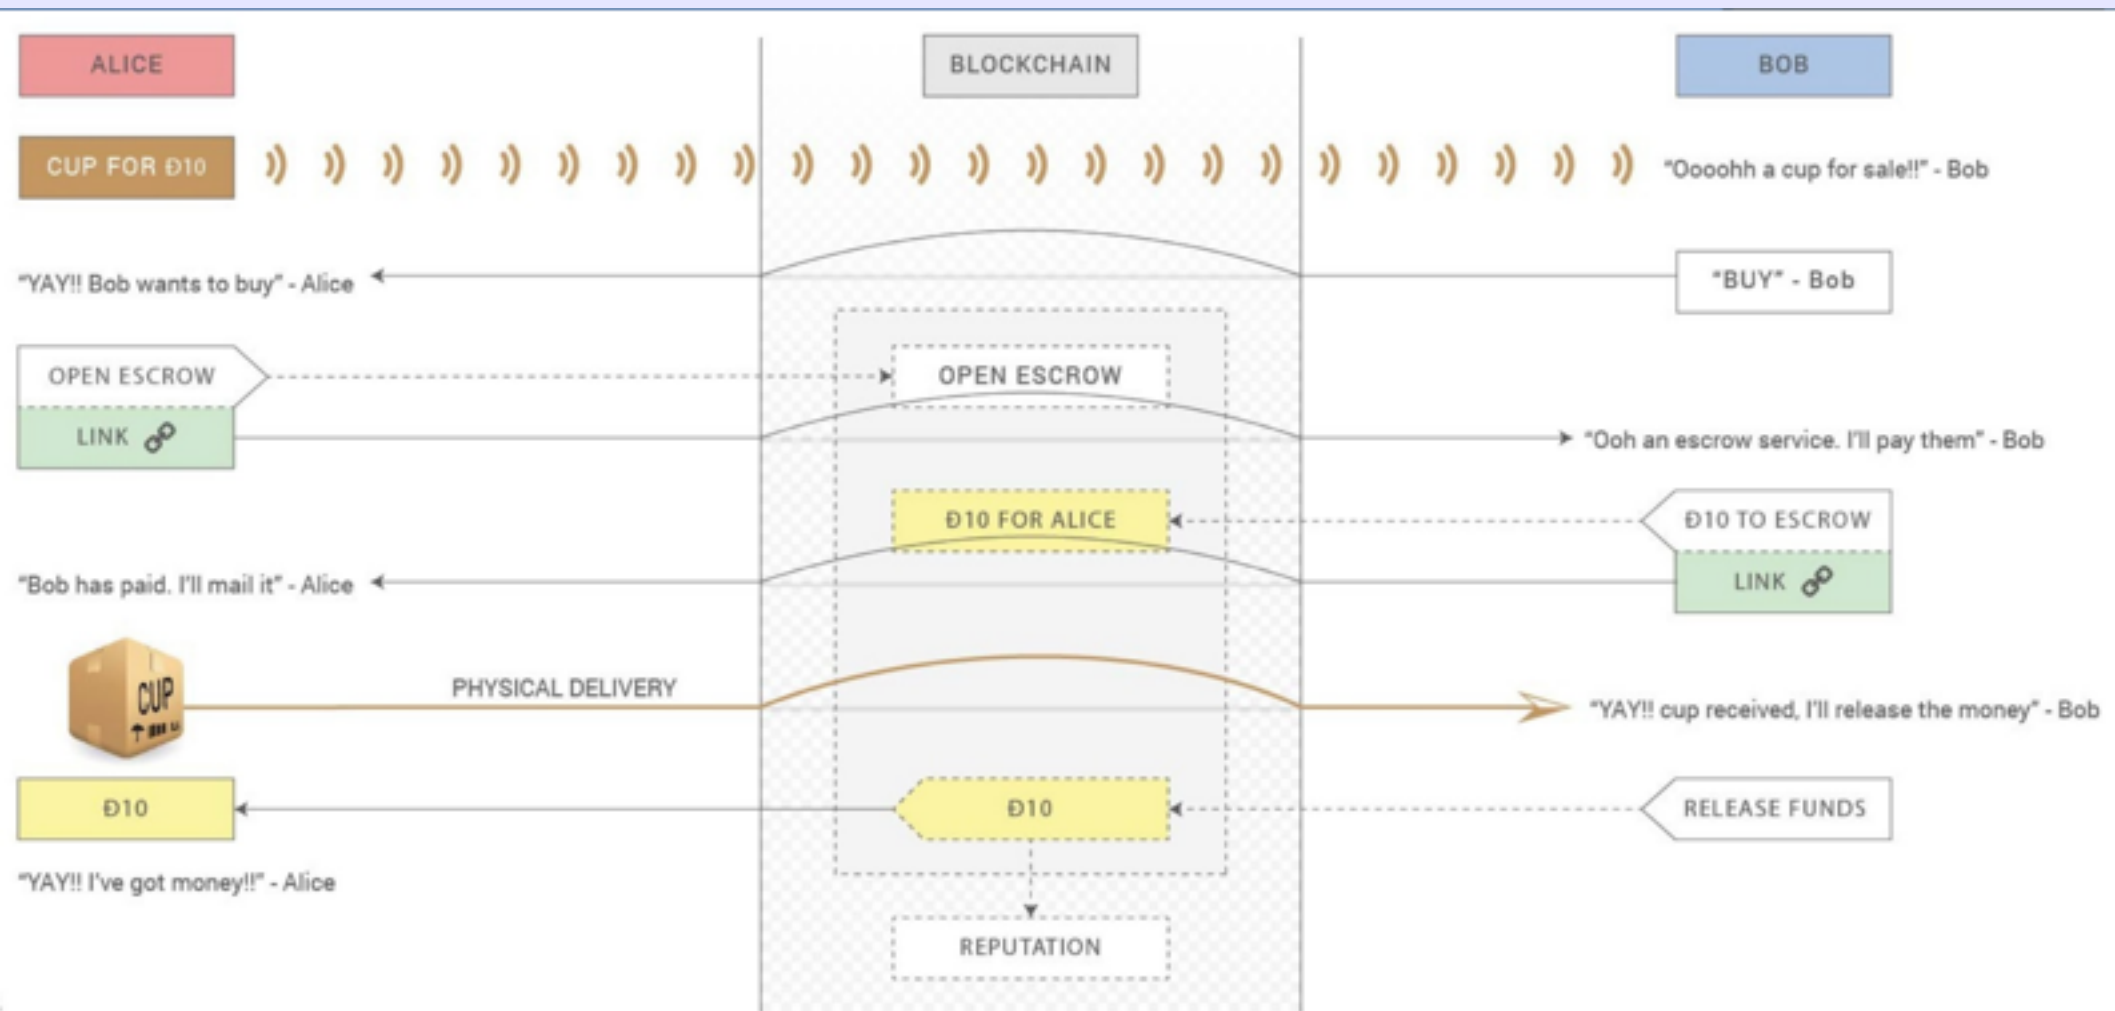 ALICE
BLOCKCHAIN
BOB
CUP FOR Đ10
“Oooohh a cup for sale!!” - Bob
“YAY!! Bob wants to buy” - Alice
“BUY” - Bob
OPEN ESCROW
OPEN ESCROW
LINK
“Ooh an escrow service. I’ll pay them” - Bob
Đ10 FOR ALICE
Đ10 TO ESCROW
“Bob has paid. I’ll mail it” - Alice
LINK
CUP
PHYSICAL DELIVERY
“YAY!! cup received, I’ll release the money” - Bob
Đ10
Đ10
RELEASE FUNDS
“YAY!! I’ve got money!!” - Alice
REPUTATION